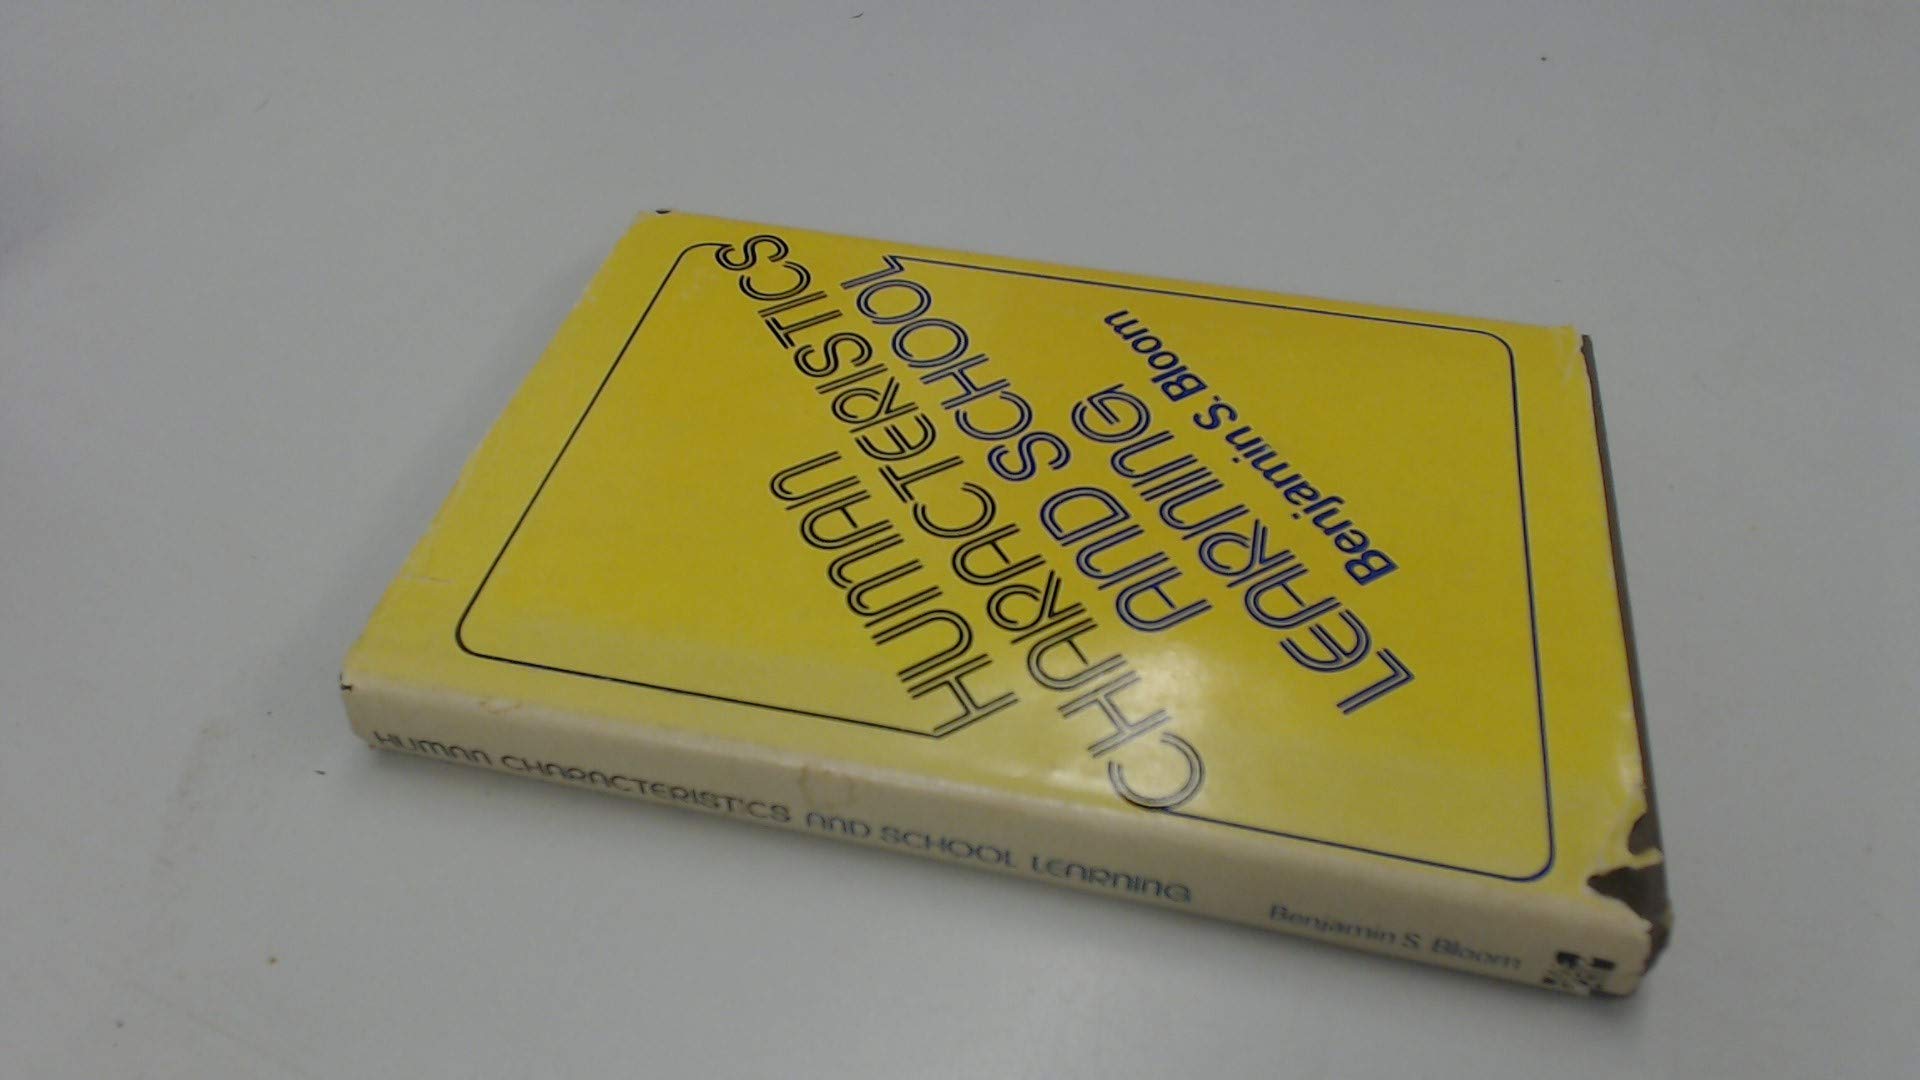 HUMAN
CHARACTERISTICS
AND SCHOOL
LEARNING
Benjamin S. Bloom
HUMAN CHARACTERISTICS AND SCHOOL LEARNING Benjamin S. Bloom